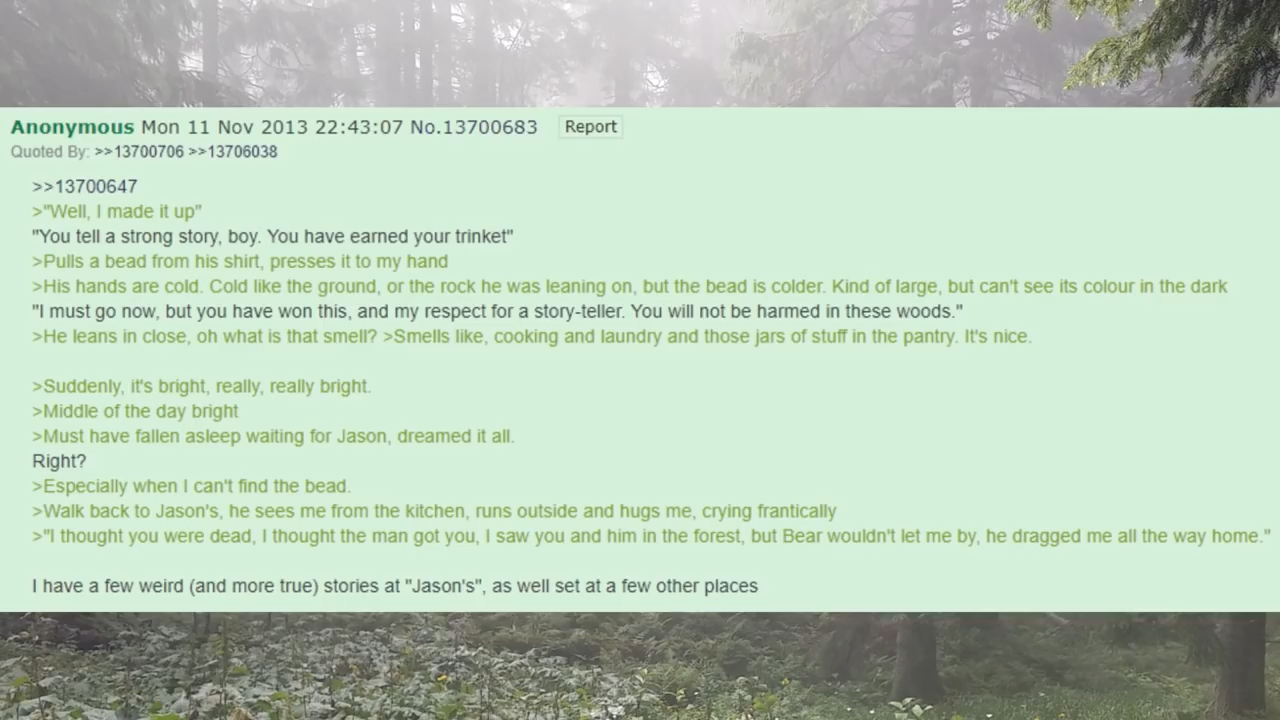 Anonymous Mon 11 Nov 2013 22:43:07 No.13700683 Report
Quoted By: >>13700706 >>13706038
>>13700647
>"Well, I made it up"
"You tell a strong story, boy. You have earned your trinket"
>Pulls a bead from his shirt, presses it to my hand
>His hands are cold. Cold like the ground, or the rock he was leaning on, but the bead is colder. Kind of large, but can't see its colour in the dark
"I must go now, but you have won this, and my respect for a story-teller. You will not be harmed in these woods."
>He leans in close, oh what is that smell? >Smells like, cooking and laundry and those jars of stuff in the pantry. It's nice.
>Suddenly, it's bright, really, really bright.
>Middle of the day bright
>Must have fallen asleep waiting for Jason, dreamed it all.
Right?
>Especially when I can't find the bead.
>Walk back to Jason's, he sees me from the kitchen, runs outside and hugs me, crying frantically
>"I thought you were dead, I thought the man got you, I saw you and him in the forest, but Bear wouldn't let me by, he dragged me all the way home."
I have a few weird (and more true) stories at "Jason's", as well set at a few other places